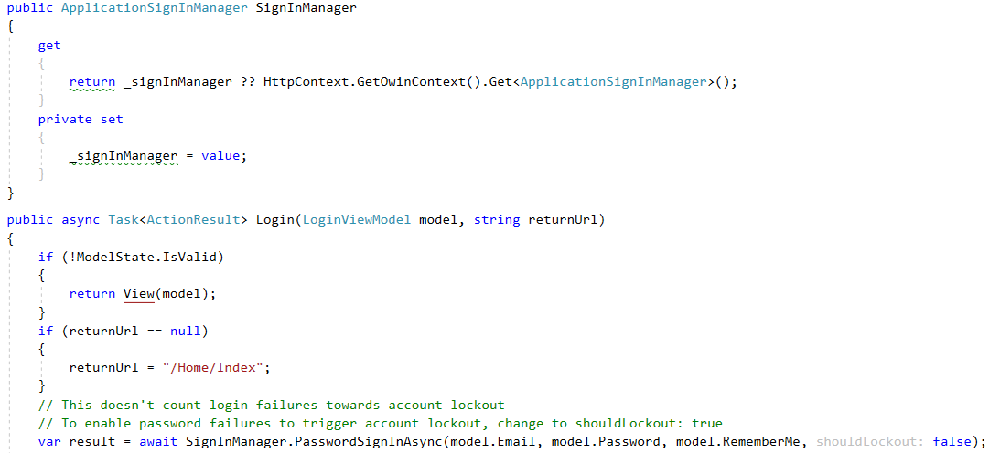 public ApplicationSignInManager SignInManager
{
get
{
return _signInManager ?? HttpContext.GetOwinContext().Get<ApplicationSignInManager>();
}
private set
{
_signInManager = value;
}
}
public async Task<ActionResult> Login(LoginViewModel model, string returnUrl)
{
if (!ModelState.IsValid)
{
return View(model);
}
if (returnUrl == null)
{
returnUrl = "/Home/Index";
}
// This doesn't count login failures towards account lockout
// To enable password failures to trigger account lockout, change to shouldLockout: true
var result = await SignInManager.PasswordSignInAsync(model.Email, model.Password, model.RememberMe, shouldLockout: false);